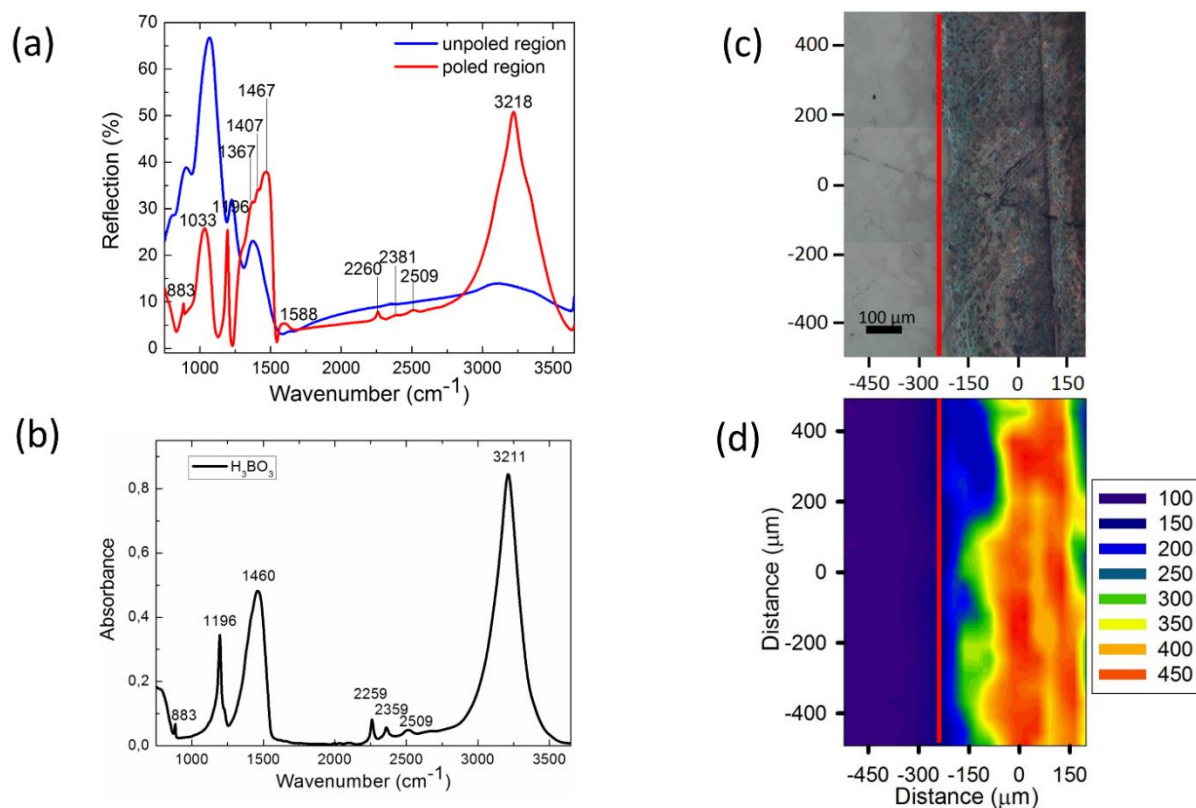 (a)
70
60
50
40
30
20
10
0
Reflection (%)
unpoled region
poled region
1467
1407
1367
1196
1033
883
1588
2260
2381
2509
3218
1000 1500 2000 2500 3000 3500
Wavenumber (cm-1)
(b)
0,8
0,6
0,4
0,2
0,0
Absorbance
H3BO3
883
1196
1460
2259
2359
2509
3211
1000 1500 2000 2500 3000 3500
Wavenumber (cm-1)
(c)
400
200
0
-200
-400
100 μm
-450 -300 -150 0 150
(d)
400
200
0
-200
-400
Distance (μm)
-450 -300 -150 0 150
Distance (μm)
100
150
200
250
300
350
400
450